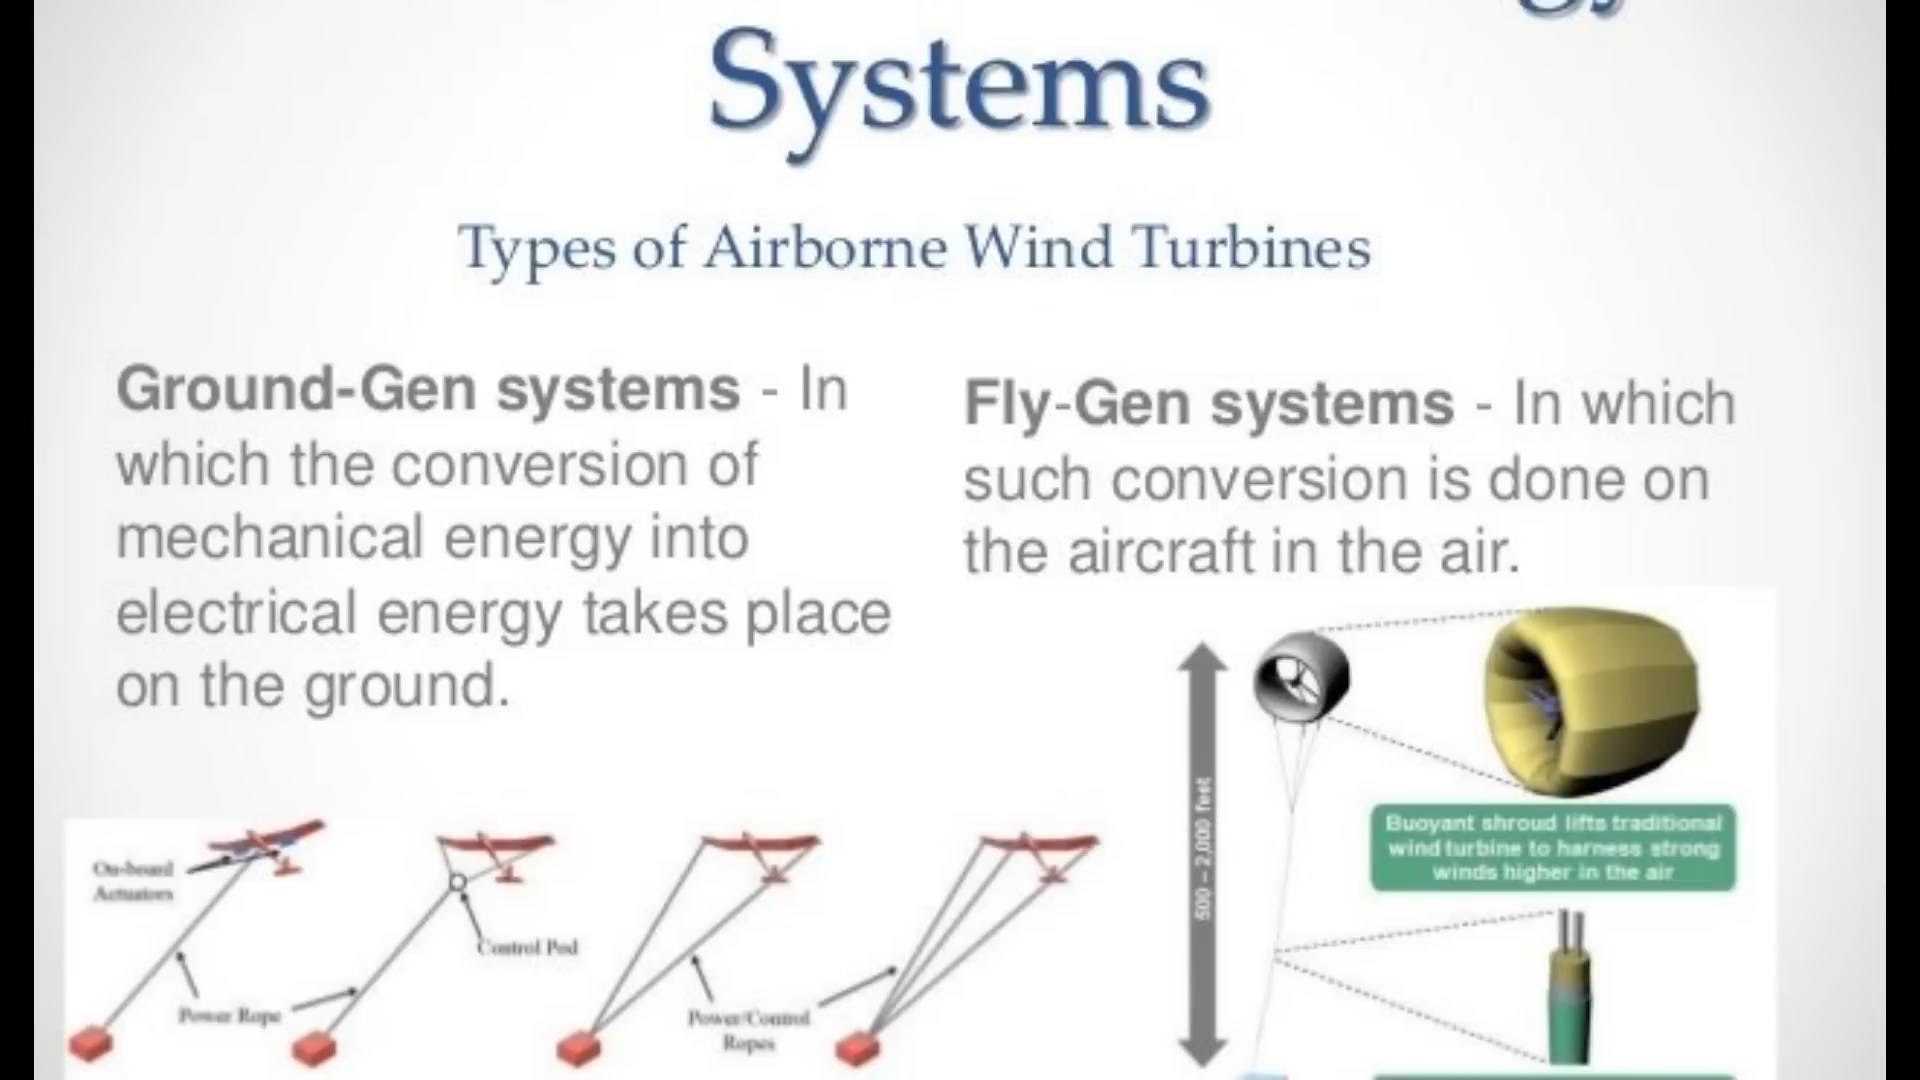 Systems
Types of Airborne Wind Turbines
Ground-Gen systems - In
which the conversion of
mechanical energy into
electrical energy takes place
on the ground.
Fly-Gen systems - In which
such conversion is done on
the aircraft in the air.
On-board
Actuators
Control Pod
Power Rope
Power/Control
Ropes
500 – 2,000 feet
Buoyant shroud lifts traditional
wind turbine to harness strong
winds higher in the air